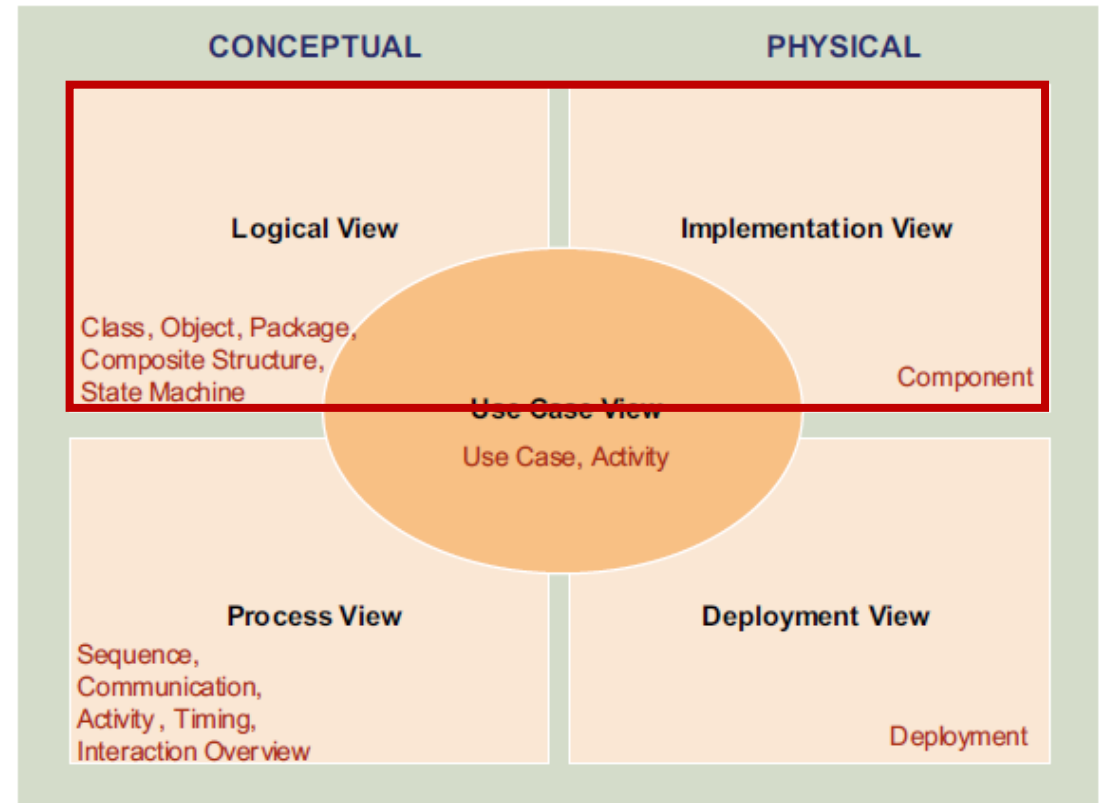 CONCEPTUAL
PHYSICAL
Logical View
Implementation View
Class, Object, Package,
Composite Structure,
State Machine
Component
Use Case View
Use Case, Activity
Process View
Deployment View
Sequence,
Communication,
Activity, Timing,
Interaction Overview
Deployment